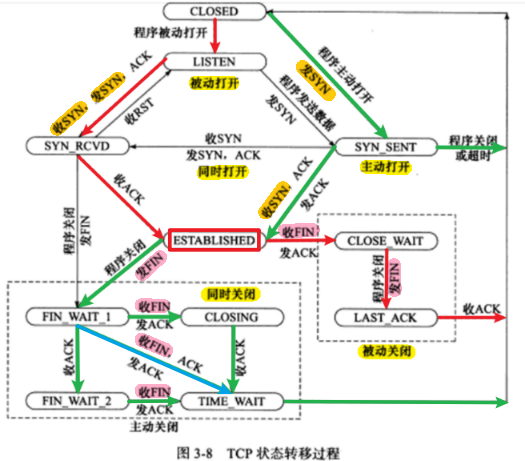 CLOSED
程序被动打开
LISTEN
被动打开
收SYN，发SYN，ACK
收RST
程序发送数据
发SYN
程序主动打开
发SYN
SYN_RCVD
收SYN
发SYN，ACK
同时打开
SYN_SENT
主动打开
程序关闭
或超时
收ACK
收SYN，ACK
发ACK
程序关闭
发FIN
ESTABLISHED
收FIN
发ACK
CLOSE_WAIT
程序关闭
发FIN
程序关闭
发FIN
LAST_ACK
收ACK
被动关闭
同时关闭
FIN_WAIT_1
收FIN
发ACK
CLOSING
收ACK
收FIN，ACK
发ACK
收ACK
FIN_WAIT_2
收FIN
发ACK
TIME_WAIT
主动关闭
图 3-8 TCP 状态转移过程